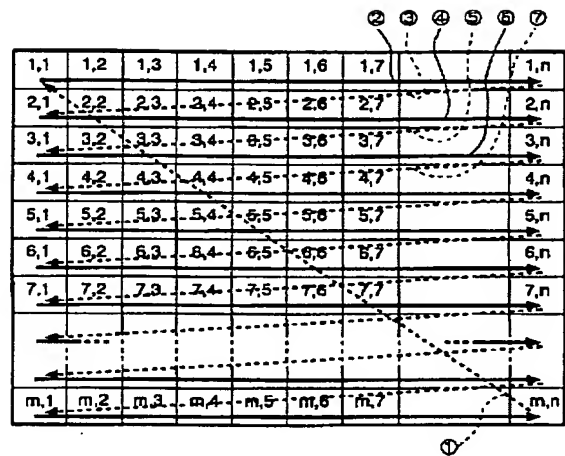 ② ③ ④ ⑤ ⑥ ⑦
1,1 1,2 1,3 1,4 1,5 1,6 1,7 1,n
2,1 2,2 2,3 2,4 2,5 2,6 2,7 2,n
3,1 3,2 3,3 3,4 3,5 3,6 3,7 3,n
4,1 4,2 4,3 4,4 4,5 4,6 4,7 4,n
5,1 5,2 5,3 5,4 5,5 5,6 5,7 5,n
6,1 6,2 6,3 6,4 6,5 6,6 6,7 6,n
7,1 7,2 7,3 7,4 7,5 7,6 7,7 7,n
m,1 m,2 m,3 m,4 m,5 m,6 m,7 m,n
①